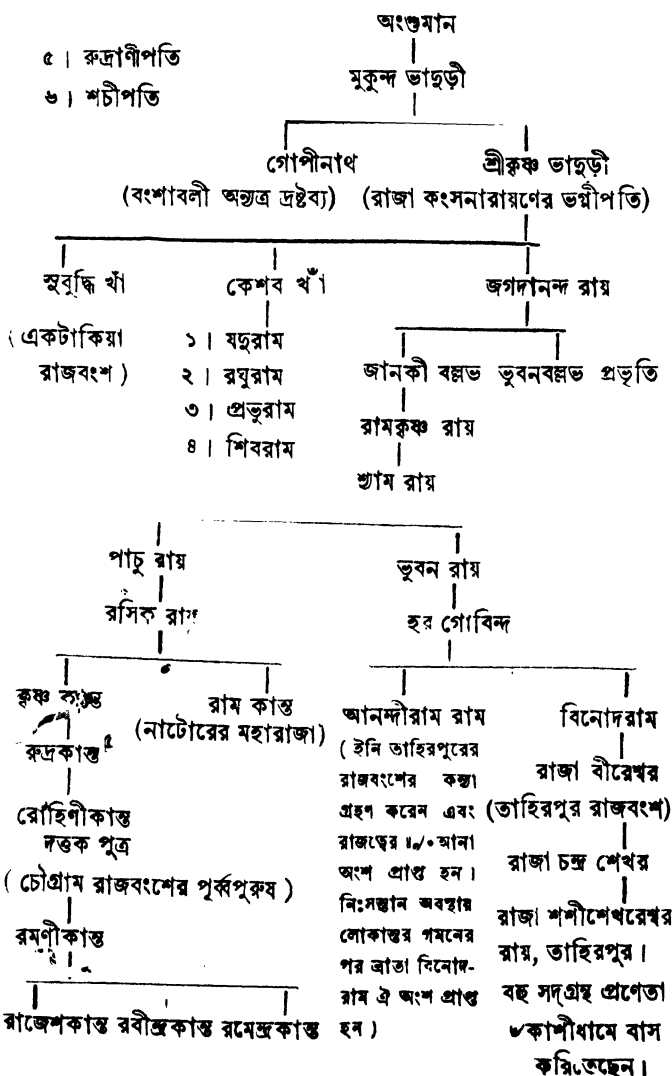 অংশুমান
৫। রুদ্রাণীপতি
মুকুন্দ ভাদুড়ী
৬। শচীপতি
গোপীনাথ শ্রীকৃষ্ণ ভাদুড়ী
(বংশাবলী অন্যত্র দ্রষ্টব্য) (রাজা কংসনারায়ণের ভগ্নীপতি)
সুবুদ্ধি খাঁ কেশব খাঁ জগদানন্দ রায়
(একটাকিয়া রাজবংশ)
১। যদুরাম
২। রঘুরাম
৩। প্রভুরাম
৪। শিবরাম
জানকী বল্লভ ভুবনবল্লভ প্রভৃতি
রামকৃষ্ণ রায়
শ্যাম রায়
পাচু রায় ভুবন রায়
রসিক রায় হর গোবিন্দ
কৃষ্ণ কান্ত রাম কান্ত
(নাটোরের মহারাজা)
রুদ্রকান্ত
রোহিণীকান্ত
দত্তক পুত্র
(চৌগ্রাম রাজবংশের পূর্ব্বপুরুষ)
রমণীকান্ত
রাজেশকান্ত রবীন্দ্রকান্ত রমেন্দ্রকান্ত
আনন্দীরাম রাম
(ইনি তাহিরপুরের
রাজবংশের কন্তা
গ্রহণ করেন এবং
রাজত্বের ॥৵৹ আনা
অংশ প্রাপ্ত হন।
নিঃসন্তান অবস্থায়
লোকান্তর গমনের
পর ভ্রাতা বিনোদ-
রাম ঐ অংশ প্রাপ্ত
হন)
বিনোদরাম
রাজা বীরেশ্বর
(তাহিরপুর রাজবংশ)
রাজা চন্দ্র শেখর
রাজা শশীশেখরেশ্বর
রায়, তাহিরপুর।
বহু সদ্‌গ্রন্থ প্রণেতা
৺কাশীধামে বাস
করিতেছেন।